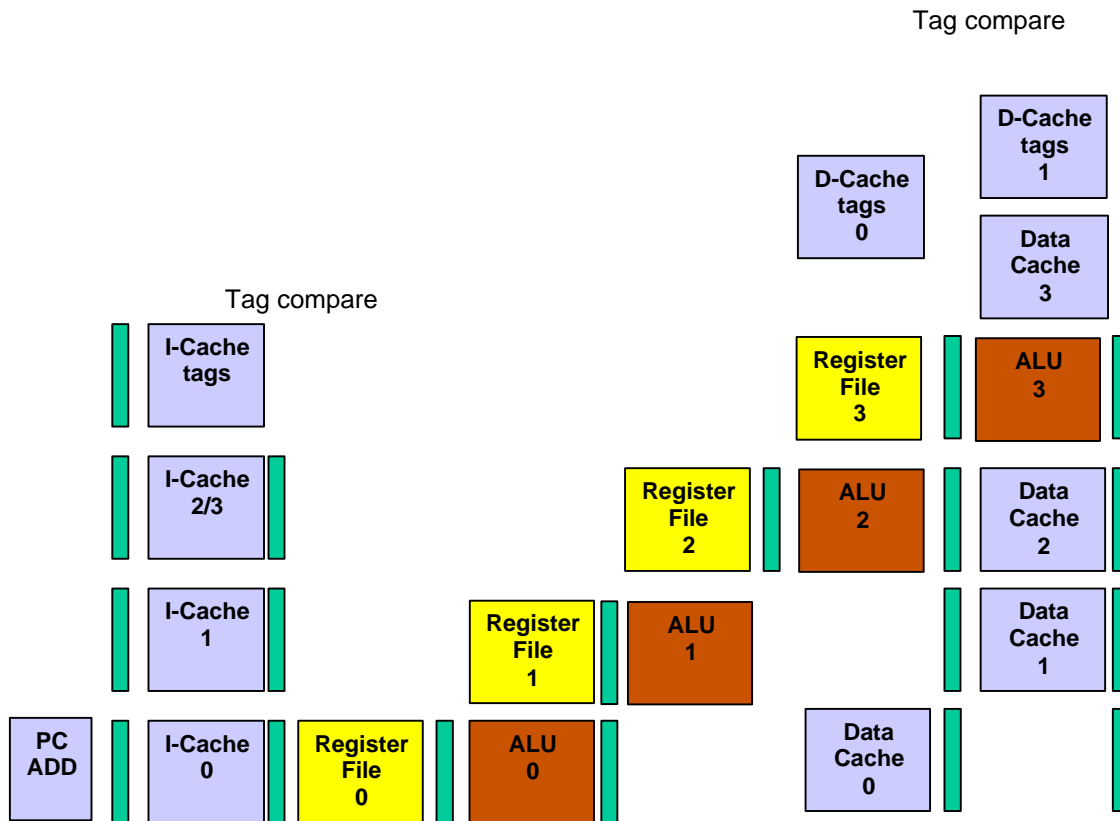 Tag compare
D-Cache
tags
1
D-Cache
tags
0
Data
Cache
3
Tag compare
I-Cache
tags
Register
File
3
ALU
3
I-Cache
2/3
Register
File
2
ALU
2
Data
Cache
2
I-Cache
1
Register
File
1
ALU
1
Data
Cache
1
PC
ADD
I-Cache
0
Register
File
0
ALU
0
Data
Cache
0